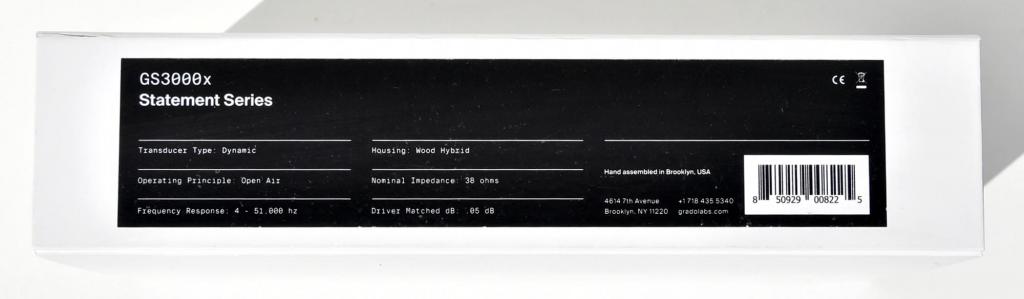 GS3000x
Statement Series
CE
Transducer Type: Dynamic
Operating Principle: Open Air
Frequency Response: 4 - 51,000 hz
Housing: Wood Hybrid
Nominal Impedance: 38 ohms
Driver Matched dB: .05 dB
Hand assembled in Brooklyn, USA
4614 7th Avenue
Brooklyn, NY 11220
+1 718 435 5340
gradolabs.com
8 50929 00822 5